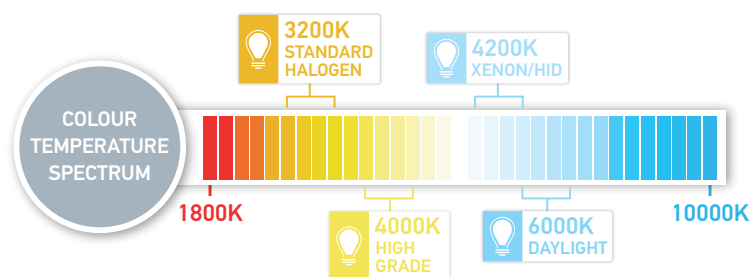 COLOUR
TEMPERATURE
SPECTRUM
3200K
STANDARD
HALOGEN
4200K
XENON/HID
1800K
4000K
HIGH
GRADE
6000K
DAYLIGHT
10000K